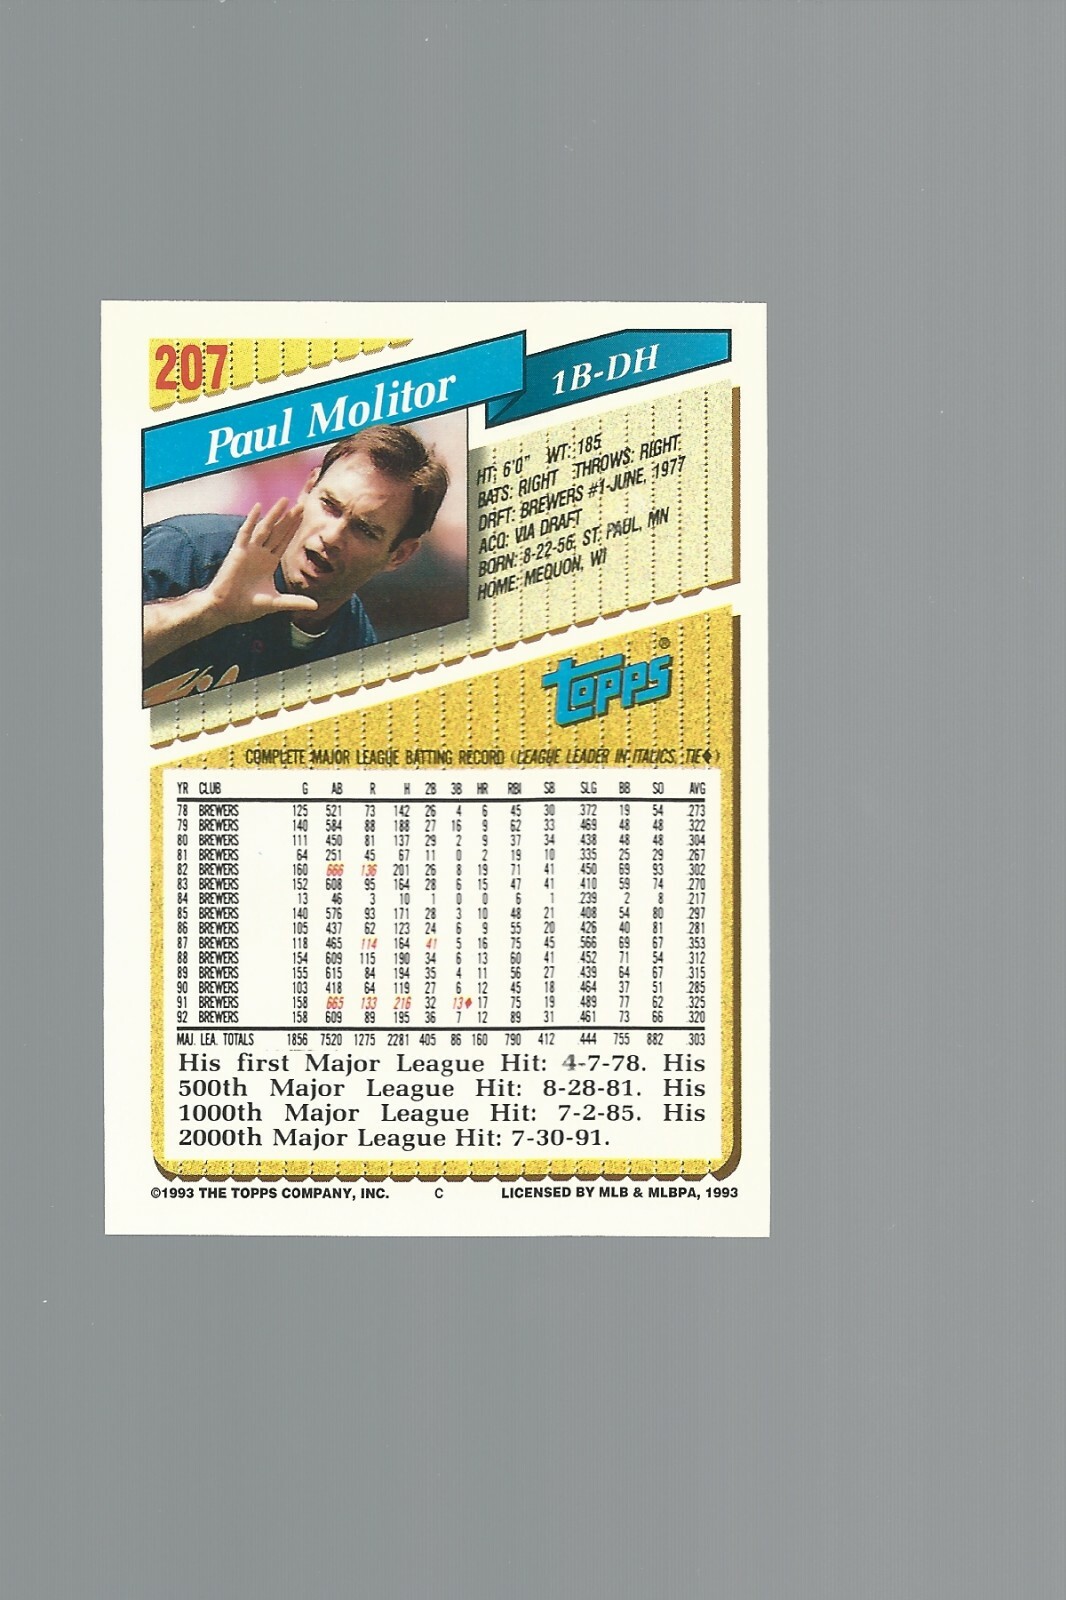 207
Paul Molitor
1B-DH
HT: 6'0" WT: 185
BATS: RIGHT THROWS: RIGHT
DRFT: BREWERS #1-JUNE, 1977
ACQ: VIA DRAFT
BORN: 8-22-56, ST. PAUL, MN
HOME: MEQUON, WI
topps®
COMPLETE MAJOR LEAGUE BATTING RECORD (LEAGUE LEADER IN ITALICS, TIE♦)
YR CLUB G AB R H 2B 3B HR RBI SB SLG BB SO AVG
78 BREWERS 125 521 73 142 26 4 6 45 30 .372 19 54 .273
79 BREWERS 140 584 88 188 27 16 9 62 33 .469 48 48 .322
80 BREWERS 111 450 81 137 29 2 9 37 34 .438 48 48 .304
81 BREWERS 64 251 45 67 11 0 2 19 10 .335 25 29 .267
82 BREWERS 160 666 136 201 26 8 19 71 41 .450 69 93 .302
83 BREWERS 152 608 95 164 28 6 15 47 41 .410 59 74 .270
84 BREWERS 13 46 3 10 1 0 0 6 1 .239 2 8 .217
85 BREWERS 140 576 93 171 28 3 10 48 21 .408 54 80 .297
86 BREWERS 105 437 62 123 24 6 9 55 20 .426 40 81 .281
87 BREWERS 118 465 114 164 41 5 16 75 45 .566 69 67 .353
88 BREWERS 154 609 115 190 34 6 13 60 41 .452 71 54 .312
89 BREWERS 155 615 84 194 35 4 11 56 27 .439 64 67 .315
90 BREWERS 103 418 64 119 27 6 12 45 18 .464 37 51 .285
91 BREWERS 158 665 133 216 32 13♦ 17 75 19 .489 77 62 .325
92 BREWERS 158 609 89 195 36 7 12 89 31 .461 73 66 .320
MAJ. LEA. TOTALS 1856 7520 1275 2281 405 86 160 790 412 .444 755 882 .303
His first Major League Hit: 4-7-78. His
500th Major League Hit: 8-28-81. His
1000th Major League Hit: 7-2-85. His
2000th Major League Hit: 7-30-91.
©1993 THE TOPPS COMPANY, INC. C LICENSED BY MLB & MLBPA, 1993